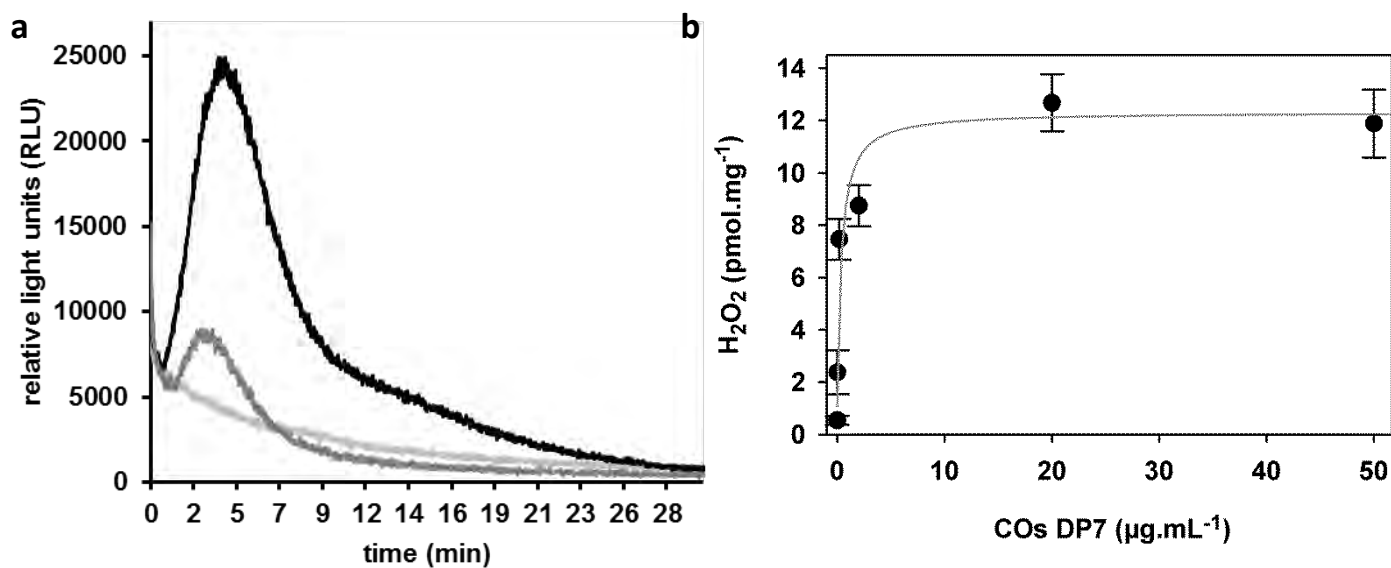 a
25000
20000
15000
10000
5000
0
relative light units (RLU)
0 2 5 7 9 12 14 16 19 21 23 26 28
time (min)
b
14
12
10
8
6
4
2
0
H₂O₂ (pmol.mg⁻¹)
0 10 20 30 40 50
COs DP7 (µg.mL⁻¹)